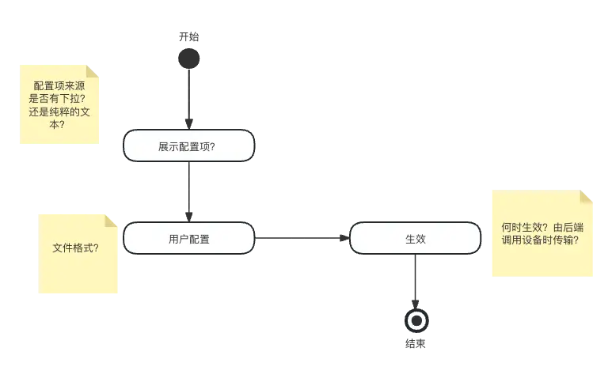 开始
配置项来源
是否有下拉？
还是纯粹的文
本？
展示配置项？
文件格式？
用户配置
生效
何时生效？由后端
调用设备时传输？
结束